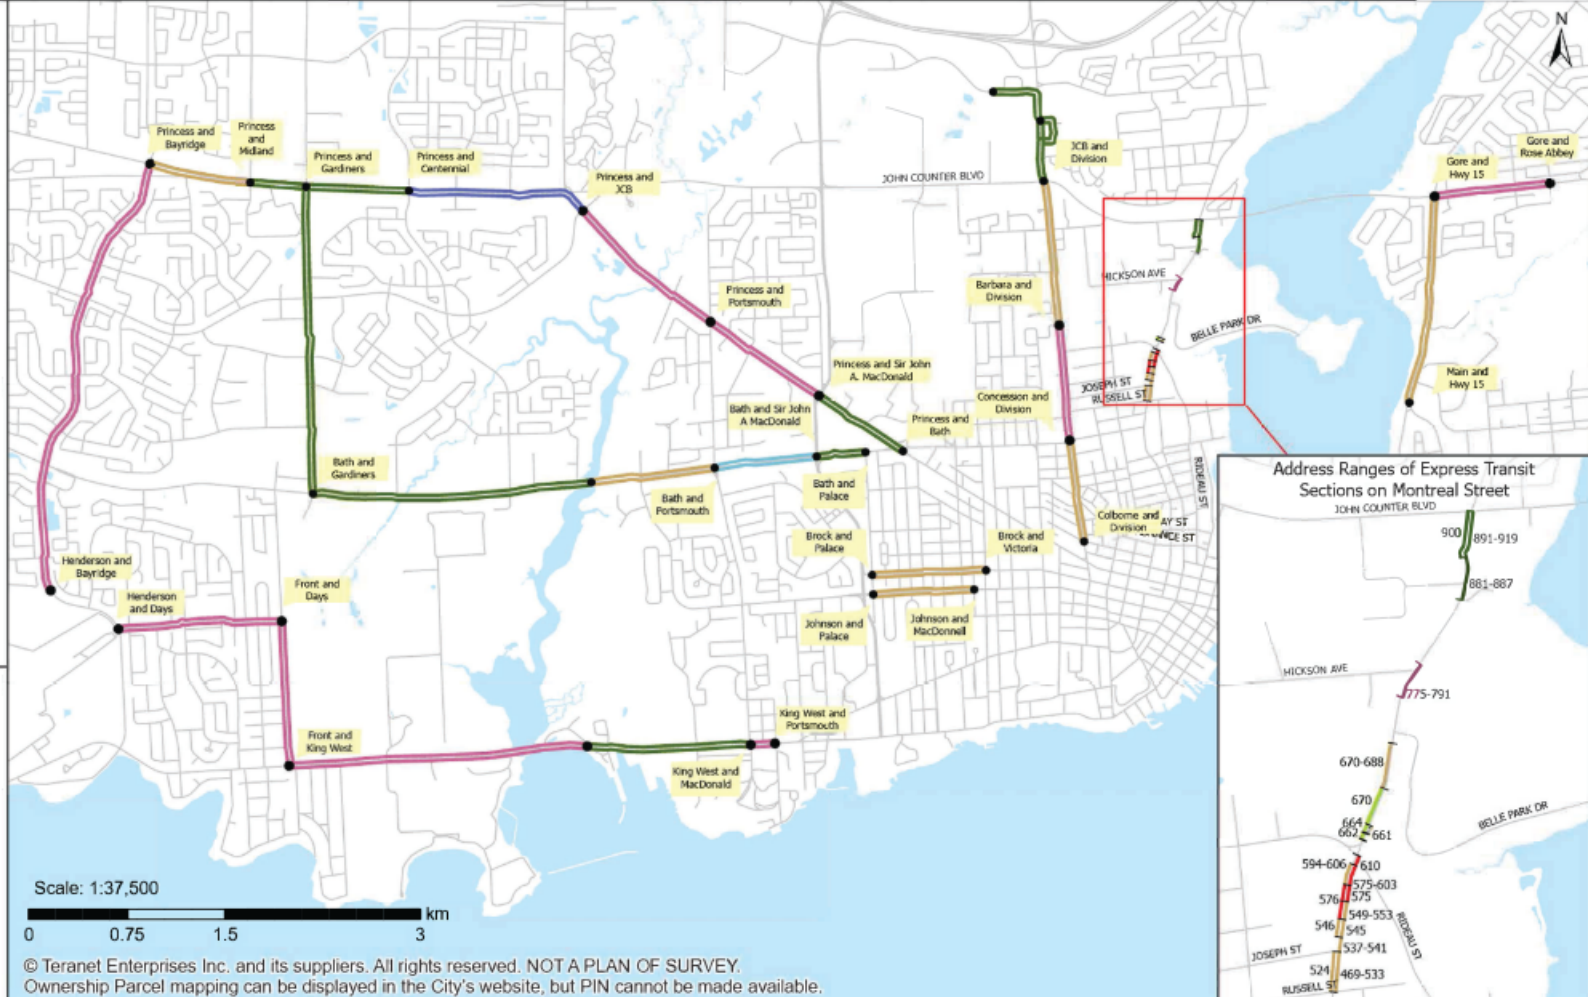 N
Princess and
Bayridge
Princess
and
Midland
Princess and
Gardiners
Princess and
Centennial
Princess and
JCB
JOHN COUNTER BLVD
JCB and
Division
Gore and
Rose Abbey
Gore and
Hwy 15
HICKSON AVE
Barbara and
Division
Princess and
Portsmouth
BELLE PARK DR
Princess and Sir John
A. MacDonald
Main and
Hwy 15
JOSEPH ST
RUSSELL ST
Concession and
Division
Bath and Sir John
A MacDonald
Princess and
Bath
Bath and
Gardiners
RIDEAU ST
Bath and
Portsmouth
Bath and
Palace
Colborne and
Division
AY ST
CE ST
Brock and
Palace
Brock and
Victoria
Henderson and
Bayridge
Henderson
and Days
Front and
Days
Johnson and
Palace
Johnson and
MacDonnell
Front and
King West
King West and
Portsmouth
King West and
MacDonald
Scale: 1:37,500
km
0 0.75 1.5 3
© Teranet Enterprises Inc. and its suppliers. All rights reserved. NOT A PLAN OF SURVEY.
Ownership Parcel mapping can be displayed in the City's website, but PIN cannot be made available.
Address Ranges of Express Transit
Sections on Montreal Street
JOHN COUNTER BLVD
900 891-919
881-887
HICKSON AVE
775-791
670-688
670
664
662 661
BELLE PARK DR
594-606 610
575-603
576 575
549-553
546 545
RIDEAU ST
537-541
JOSEPH ST
524 469-533
RUSSELL ST